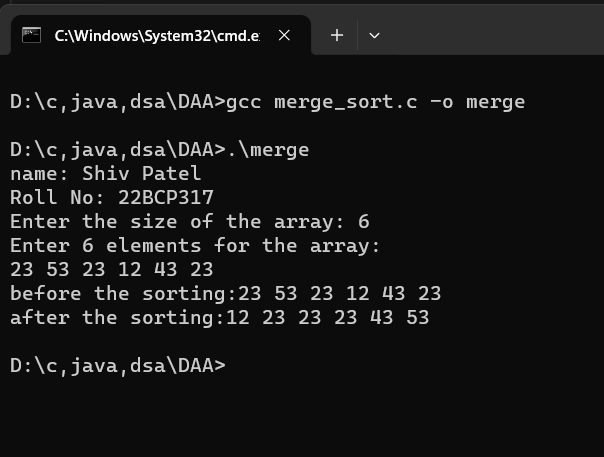 C:\Windows\System32\cmd.e
D:\c,java,dsa\DAA>gcc merge_sort.c -o merge
D:\c,java,dsa\DAA>.\merge
name: Shiv Patel
Roll No: 22BCP317
Enter the size of the array: 6
Enter 6 elements for the array:
23 53 23 12 43 23
before the sorting:23 53 23 12 43 23
after the sorting:12 23 23 23 43 53
D:\c,java,dsa\DAA>